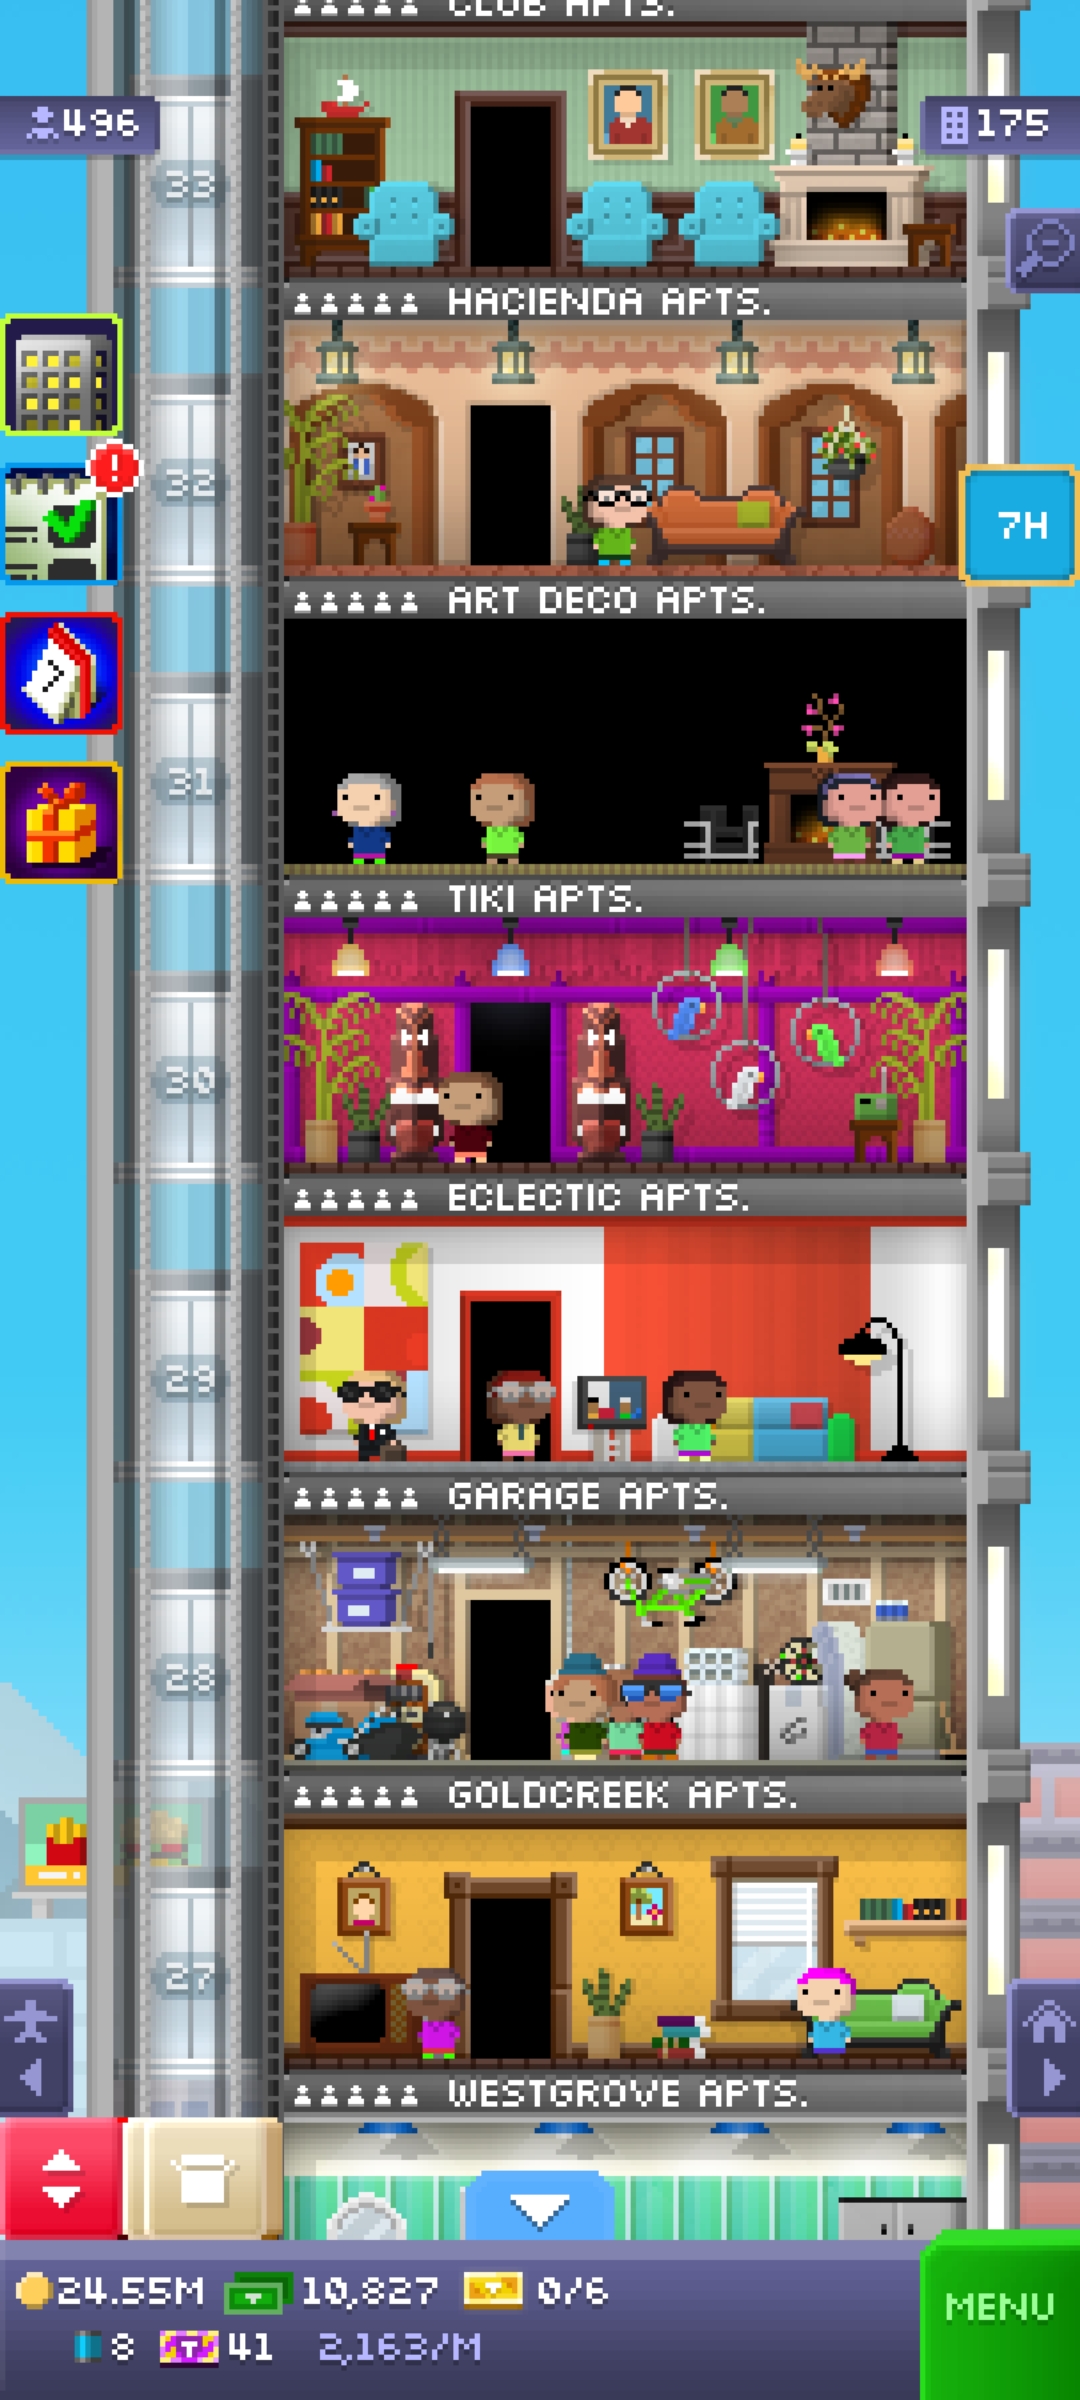 CLUB APTS.
496
175
33
HACIENDA APTS.
32
7H
ART DECO APTS.
31
7
TIKI APTS.
30
ECLECTIC APTS.
29
GARAGE APTS.
28
GOLDCREEK APTS.
27
WESTGROVE APTS.
24.55M 10,827 0/6
MENU
8 T 41 2,163/M